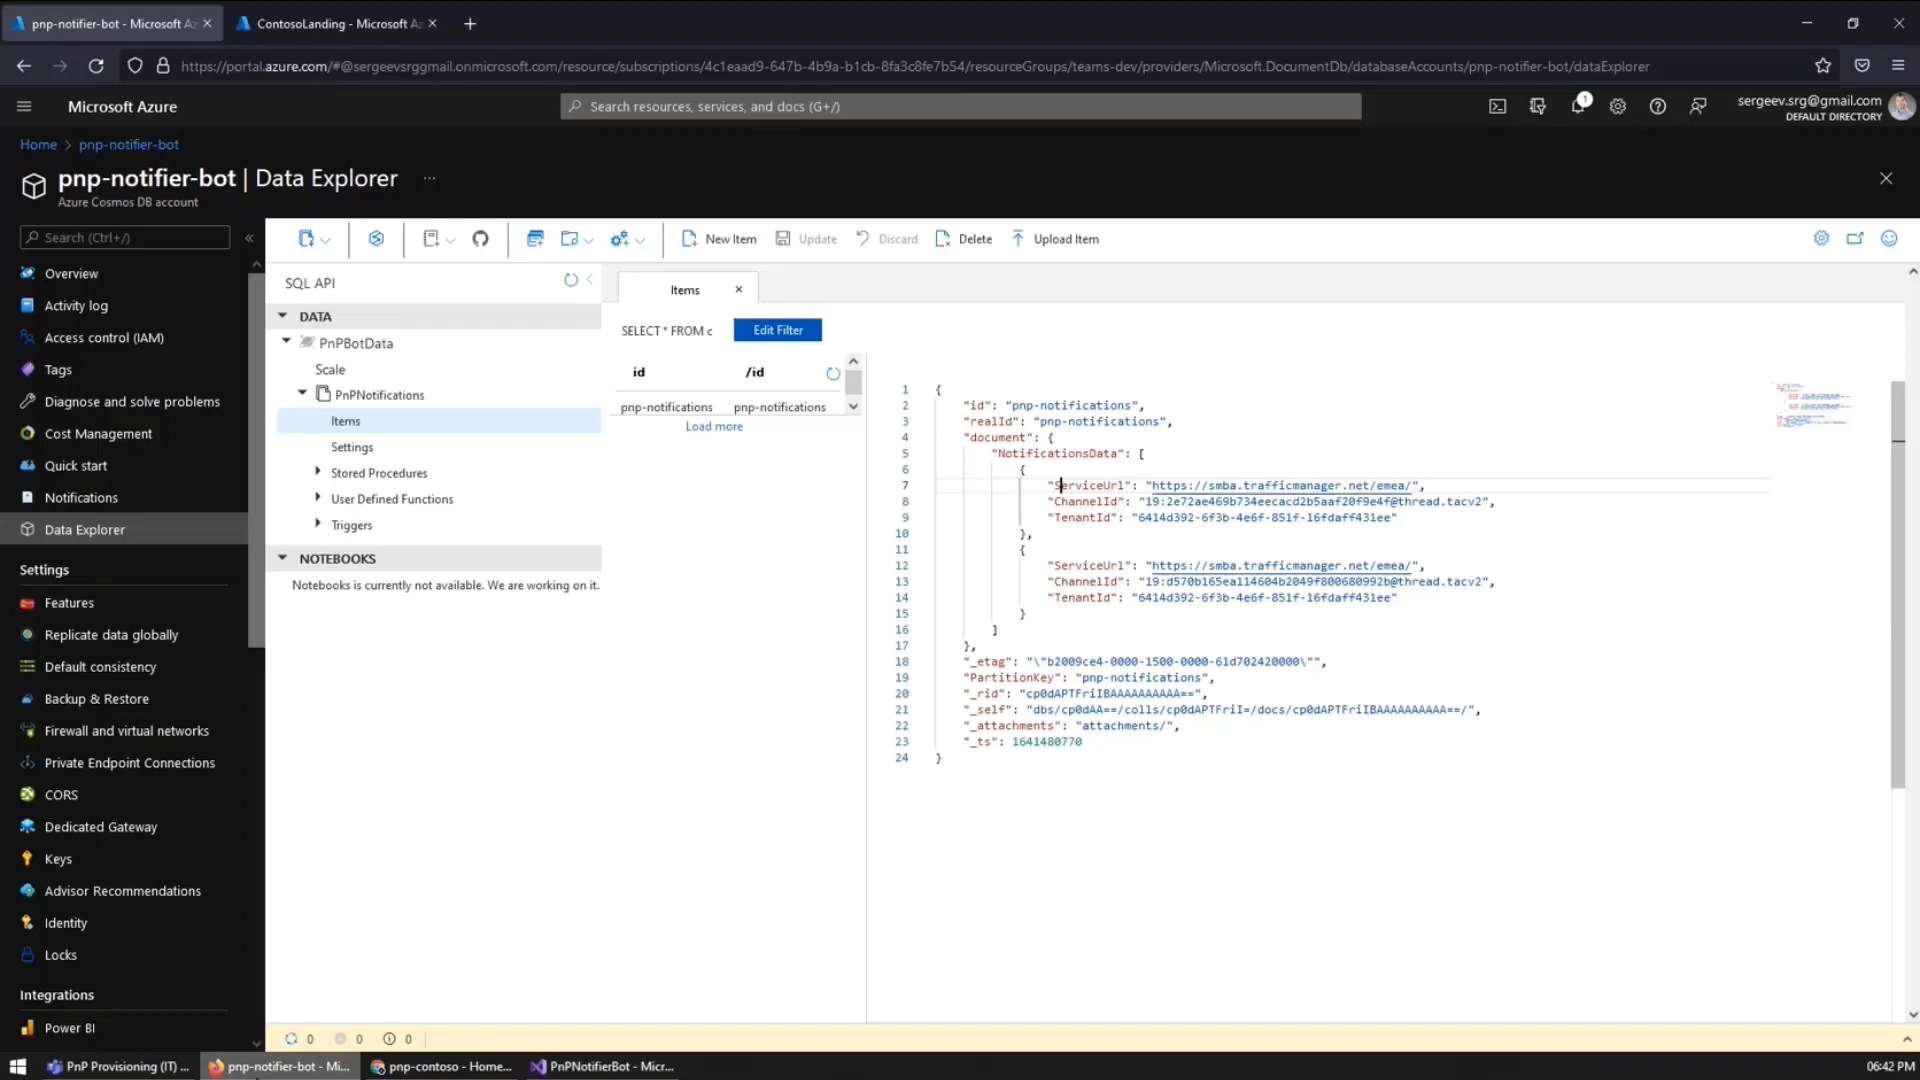 pnp-notifier-bot - Microsoft Az
ContosoLanding - Microsoft Az
https://portal.azure.com/#@sergeevsrggmail.onmicrosoft.com/resource/subscriptions/4c1eaad9-647b-4b9a-b1cb-8fa3c8fe7b54/resourceGroups/teams-dev/providers/Microsoft.DocumentDb/databaseAccounts/pnp-notifier-bot/dataExplorer
Microsoft Azure
Search resources, services, and docs (G+/)
1
sergeev.srg@gmail.com
DEFAULT DIRECTORY
Home > pnp-notifier-bot
pnp-notifier-bot | Data Explorer ...
Azure Cosmos DB account
Search (Ctrl+/)
Overview
Activity log
Access control (IAM)
Tags
Diagnose and solve problems
Cost Management
Quick start
Notifications
Data Explorer
Settings
Features
Replicate data globally
Default consistency
Backup & Restore
Firewall and virtual networks
Private Endpoint Connections
CORS
Dedicated Gateway
Keys
Advisor Recommendations
Identity
Locks
Integrations
Power BI
New Item
Update
Discard
Delete
Upload Item
SQL API
DATA
PnPBotData
Scale
PnPNotifications
Items
Settings
Stored Procedures
User Defined Functions
Triggers
NOTEBOOKS
Notebooks is currently not available. We are working on it.
Items
SELECT * FROM c
Edit Filter
id /id
pnp-notifications pnp-notifications
Load more
1 {
2 "id": "pnp-notifications",
3 "realId": "pnp-notifications",
4 "document": {
5 "NotificationsData": [
6 {
7 "ServiceUrl": "https://smba.trafficmanager.net/emea/",
8 "ChannelId": "19:2e72ae469b734eecacd2b5aaf20f9e4f@thread.tacv2",
9 "TenantId": "6414d392-6f3b-4e6f-851f-16fdaff431ee"
10 },
11 {
12 "ServiceUrl": "https://smba.trafficmanager.net/emea/",
13 "ChannelId": "19:d570b165ea114604b2049f800680992b@thread.tacv2",
14 "TenantId": "6414d392-6f3b-4e6f-851f-16fdaff431ee"
15 }
16 ]
17 },
18 "_etag": "\"b2009ce4-0000-1500-0000-61d702420000\"",
19 "PartitionKey": "pnp-notifications",
20 "_rid": "cp0dAPTFriIBAAAAAAAAAA==",
21 "_self": "dbs/cp0dAA==/colls/cp0dAPTFriI=/docs/cp0dAPTFriIBAAAAAAAAAA==/",
22 "_attachments": "attachments/",
23 "_ts": 1641480770
24 }
0 0 0
PnP Provisioning (IT) ...
pnp-notifier-bot - Mi...
pnp-contoso - Home...
PnPNotifierBot - Micr...
06:42 PM